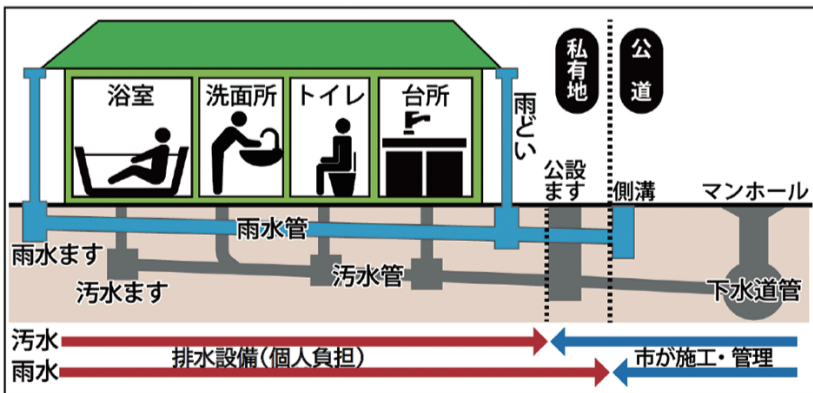 私有地
公道
浴室
洗面所
トイレ
台所
雨どい
公設
ます
側溝
マンホール
雨水管
雨水ます
汚水管
汚水ます
下水道管
汚水
排水設備(個人負担)
市が施工・管理
雨水